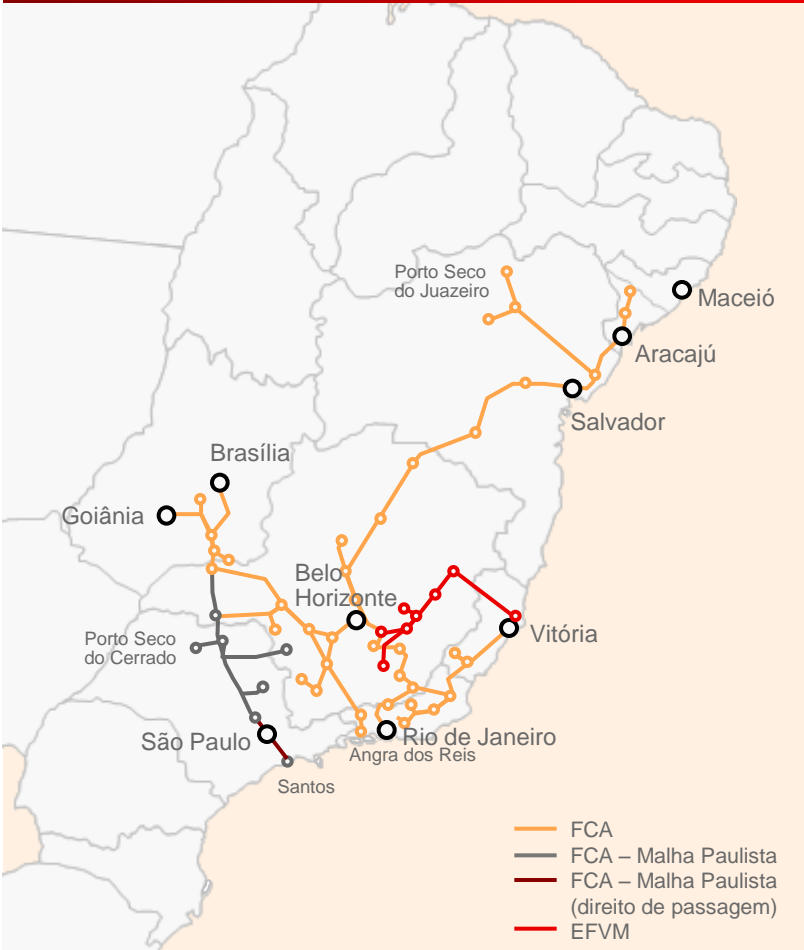 Porto Seco
do Juazeiro
Maceió
Aracajú
Salvador
Brasília
Goiânia
Belo
Horizonte
Vitória
Porto Seco
do Cerrado
São Paulo
Rio de Janeiro
Angra dos Reis
Santos
FCA
FCA – Malha Paulista
FCA – Malha Paulista
(direito de passagem)
EFVM